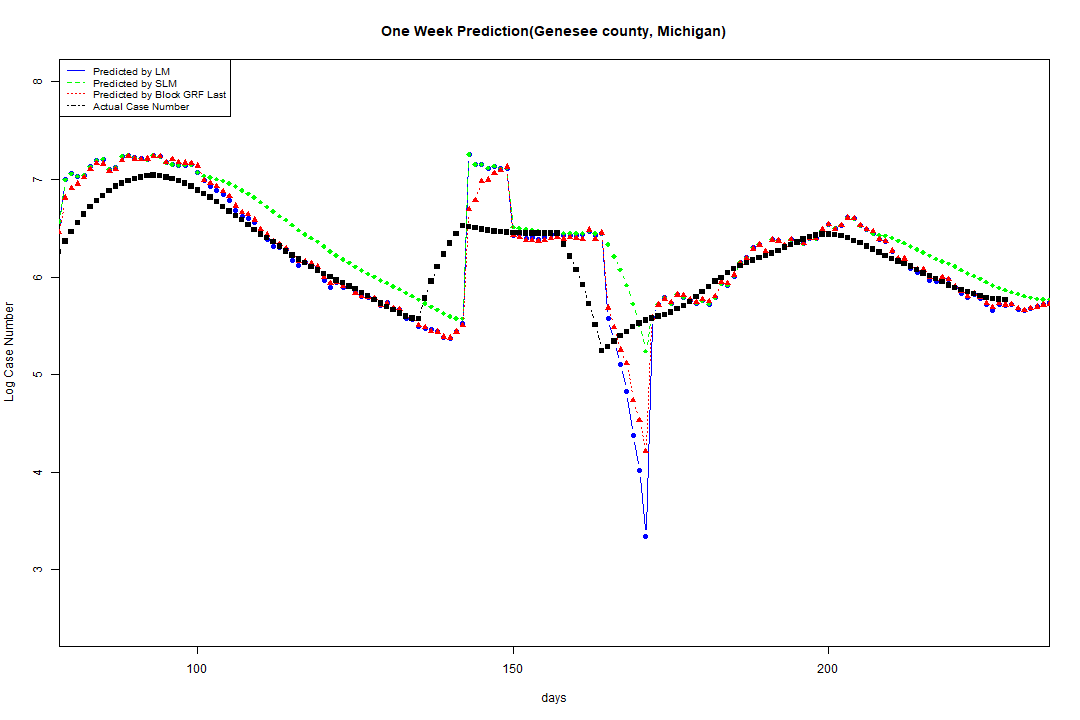 One Week Prediction(Genesee county, Michigan)
Predicted by LM
Predicted by SLM
Predicted by Block GRF Last
Actual Case Number
8
7
6
5
4
3
Log Case Number
100
150
200
days